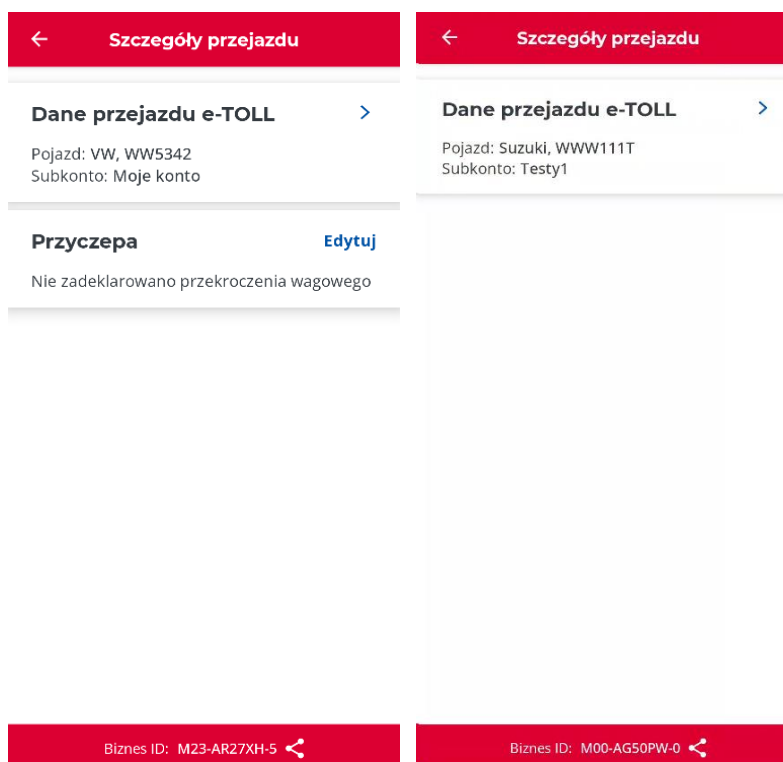 Szczegóły przejazdu
Dane przejazdu e-TOLL
Pojazd: VW, WW5342
Subkonto: Moje konto
Przyczepa
Edytuj
Nie zadeklarowano przekroczenia wagowego
Biznes ID: M23-AR27XH-5
Szczegóły przejazdu
Dane przejazdu e-TOLL
Pojazd: Suzuki, WWW111T
Subkonto: Testy1
Biznes ID: M00-AG50PW-0